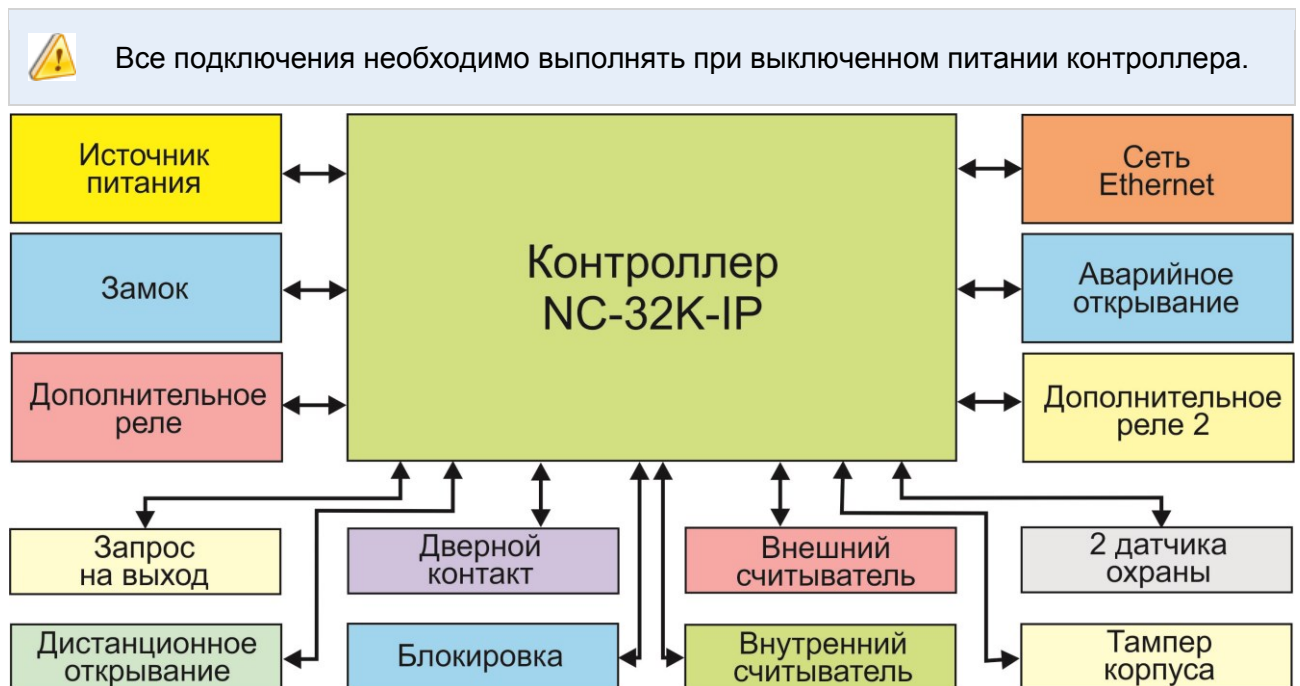 Все подключения необходимо выполнять при выключенном питании контроллера.
Источник
питания
Контроллер
NC-32K-IP
Сеть
Ethernet
Замок
Аварийное
открывание
Дополнительное
реле
Дополнительное
реле 2
Запрос
на выход
Дверной
контакт
Внешний
считыватель
2 датчика
охраны
Дистанционное
открывание
Блокировка
Внутренний
считыватель
Тампер
корпуса